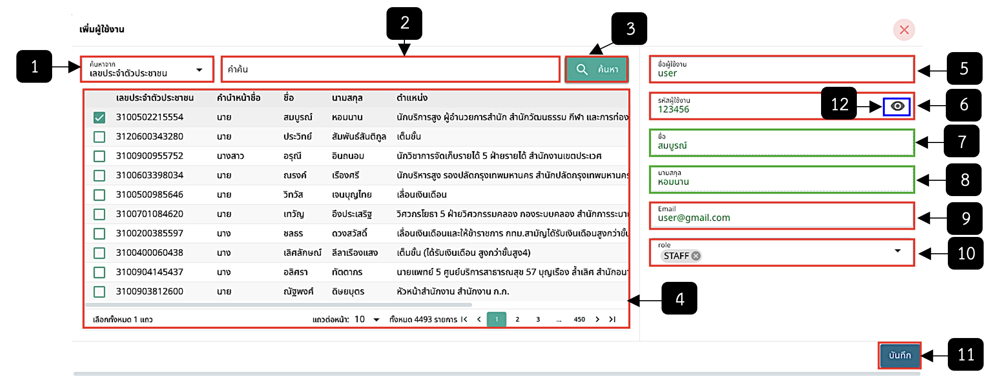 เพิ่มผู้ใช้งาน
1
2
3
ค้นหาจาก
เลขประจำตัวประชาชน
คำค้น
ค้นหา
เลขประจำตัวประชาชน คำนำหน้าชื่อ ชื่อ นามสกุล ตำแหน่ง
3100502215554 นาย สมบูรณ์ หอมนาน นักบริการสูง ผู้อำนวยการสำนัก สำนักวัฒนธรรม กีฬา และการท่อง
3120600343280 นาย ประวิทย์ สัมพันธ์สันติกูล เต็มขั้น
3100900955752 นางสาว อรุณี อินถนอม นักวิชาการจัดเก็บรายได้ 5 ฝ่ายรายได้ สำนักงานเขตประเวศ
3100603398034 นาย ณรงค์ เรืองศรี นักบริหารสูง รองปลัดกรุงเทพมหานคร สำนักปลัดกรุงเทพมหานคร
3100500985646 นาย วิทวัส เจนบุญไทย เลื่อนเงินเดือน
3100701084620 นาย เทวัญ อึงประเสริฐ วิศวกรโยธา 5 ฝ่ายวิศวกรรมคลอง กองระบบคลอง สำนักการระบา
3100200385597 นาง ชลธร ดวงสวัสดิ์ เลื่อนเงินเดือนและให้ข้าราชการ กทม.สามัญได้รับเงินเดือนสูงกว่าขั้น
3100400060438 นาง เลิศลักษณ์ ลีลาเรืองแสง เต็มขั้น (ได้รับเงินเดือน สูงกว่าขั้นสูง4)
3100904145437 นาง อลิศรา ทัตตากร นายแพทย์ 5 ศูนย์บริการสาธารณสุข 57 บุญเรือง ล้ำเลิศ สำนักอนา
3100903812600 นาย ณัฐพงศ์ ดิษยบุตร หัวหน้าสำนักงาน สำนักงาน ก.ก.
4
เลือกทั้งหมด 1 แถว แถวต่อหน้า: 10 ทั้งหมด 4493 รายการ 1 2 3 ... 450
ชื่อผู้ใช้งาน
user
5
รหัสผู้ใช้งาน
123456
12
6
ชื่อ
สมบูรณ์
7
นามสกุล
หอมนาน
8
Email
user@gmail.com
9
role
STAFF
10
บันทึก
11